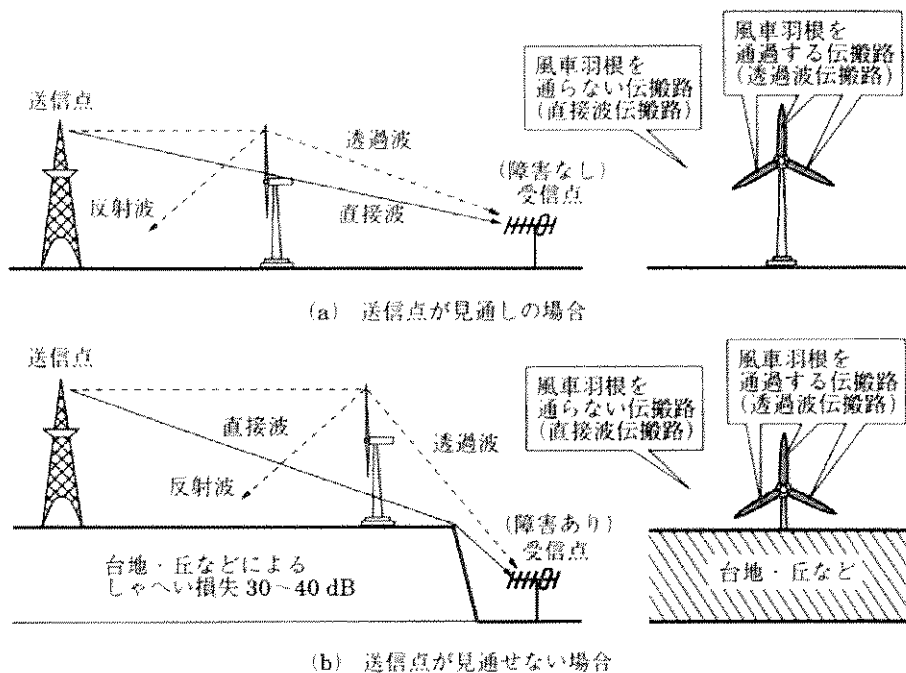 送信点
透過波
反射波
直接波
(障害なし)
受信点
風車羽根を
通らない伝搬路
(直接波伝搬路)
風車羽根を
通過する伝搬路
(透過波伝搬路)
(a) 送信点が見通しの場合
送信点
直接波
透過波
反射波
(障害あり)
受信点
台地・丘などによる
しゃへい損失 30～40 dB
風車羽根を
通らない伝搬路
(直接波伝搬路)
風車羽根を
通過する伝搬路
(透過波伝搬路)
台地・丘など
(b) 送信点が見通せない場合